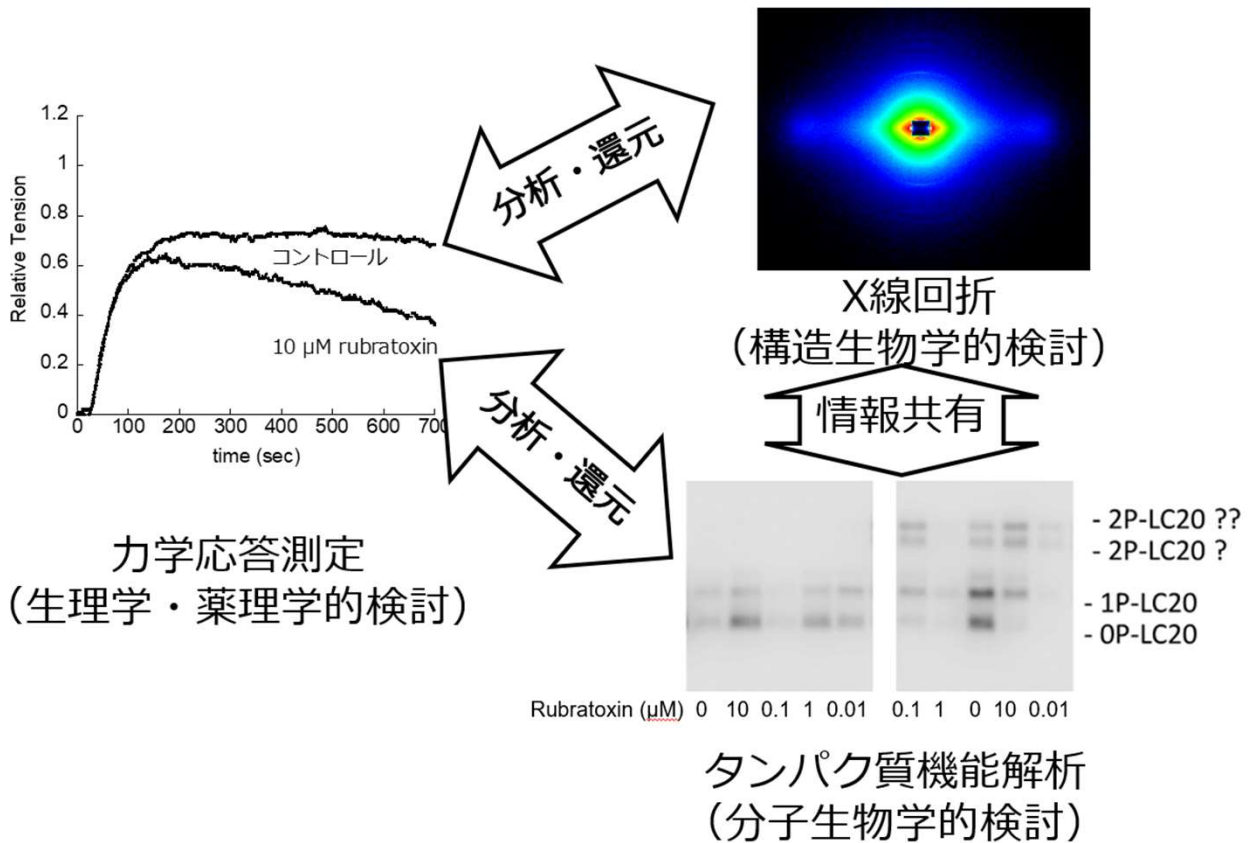 1.2
1
0.8
0.6
0.4
0.2
0
Relative Tension
コントロール
10 μM rubratoxin
0 100 200 300 400 500 600 700
time (sec)
力学応答測定
（生理学・薬理学的検討）
分析・還元
X線回折
（構造生物学的検討）
情報共有
分析・還元
- 2P-LC20 ??
- 2P-LC20 ?
- 1P-LC20
- 0P-LC20
Rubratoxin (μM) 0 10 0.1 1 0.01 0.1 1 0 10 0.01
タンパク質機能解析
（分子生物学的検討）